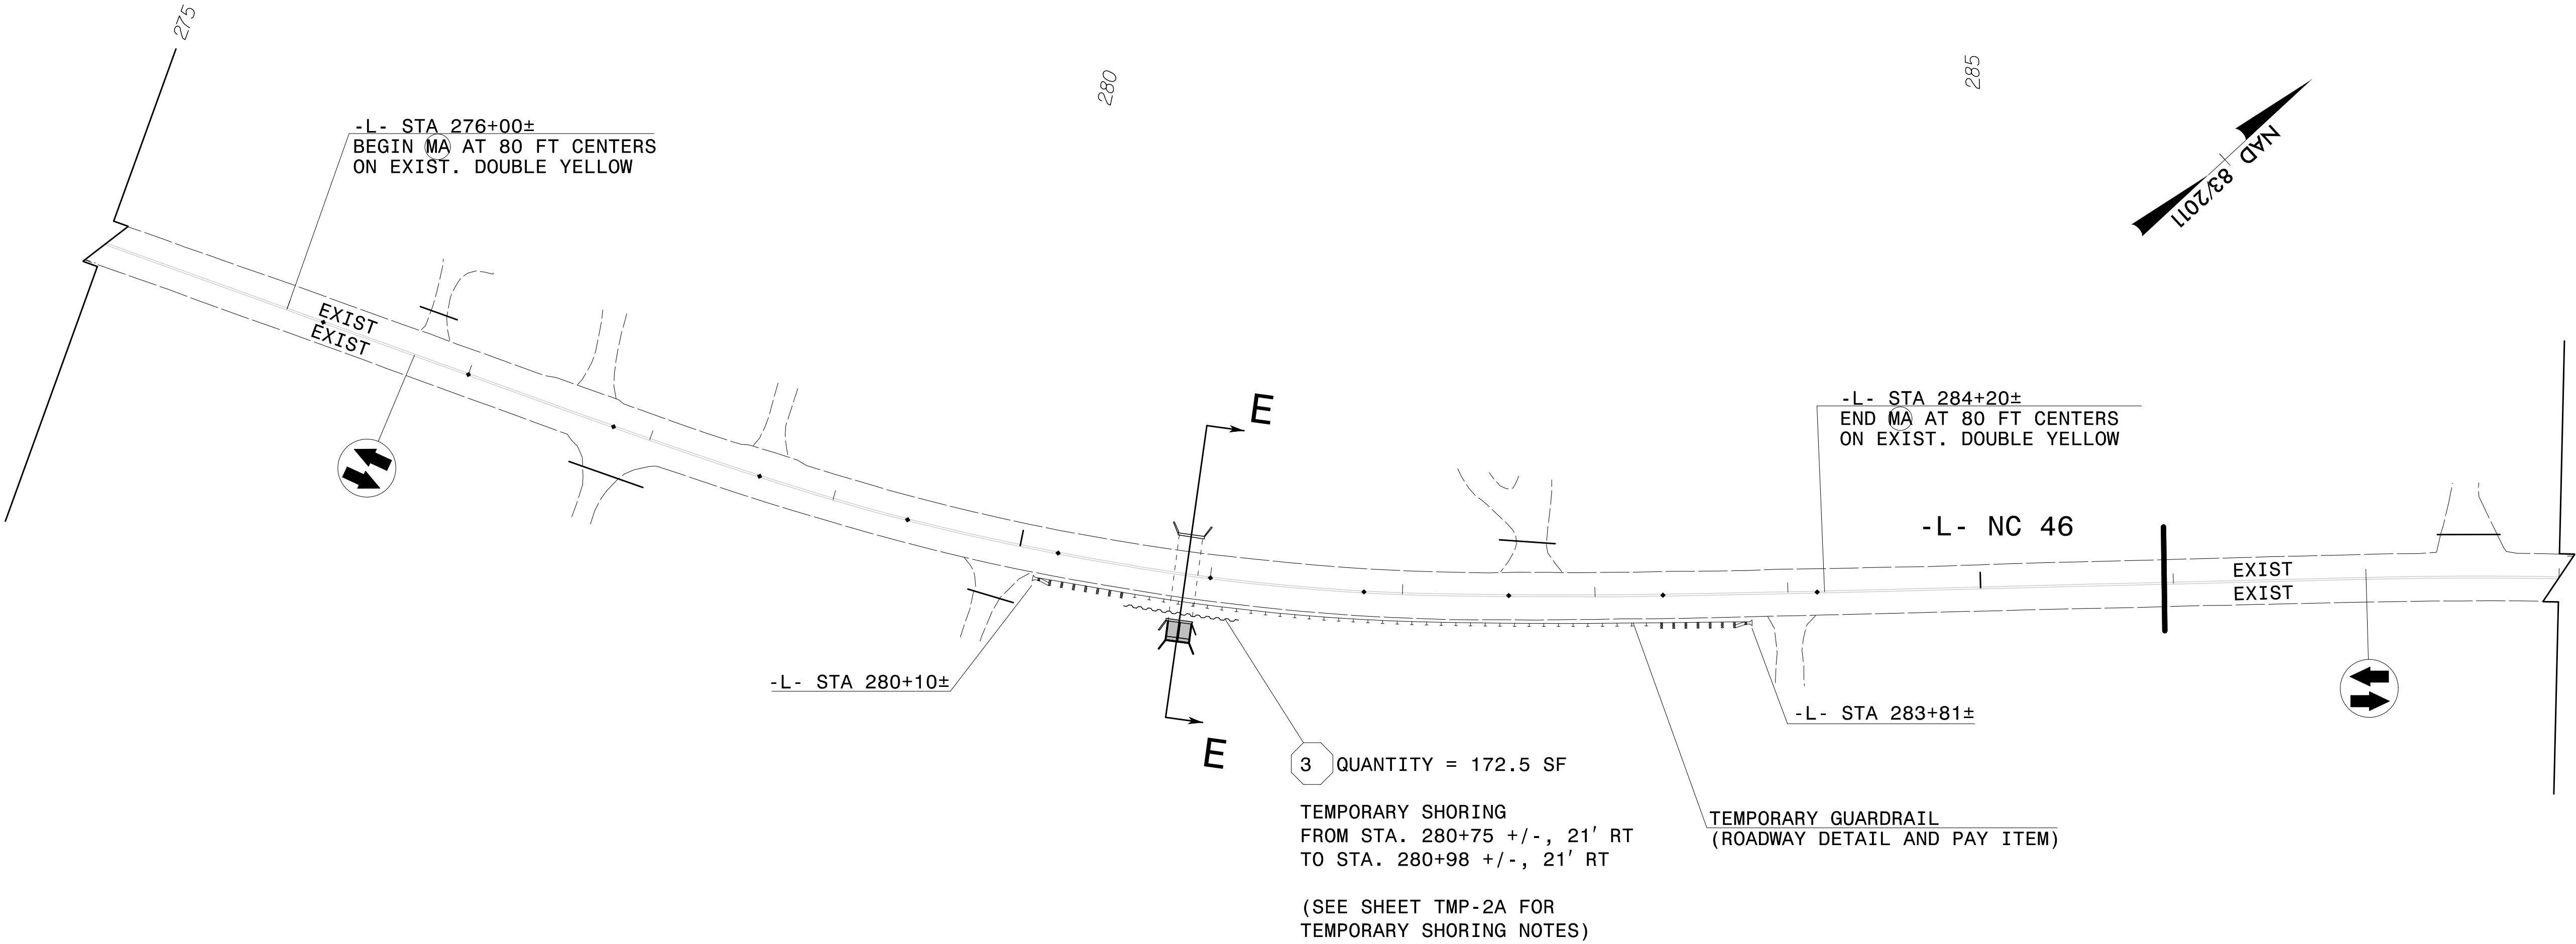 275
280
285
-L- STA 276+00±
BEGIN MA AT 80 FT CENTERS
ON EXIST. DOUBLE YELLOW
NAD 83/2011
EXIST
EXIST
E
-L- STA 284+20±
END MA AT 80 FT CENTERS
ON EXIST. DOUBLE YELLOW
-L- NC 46
EXIST
EXIST
-L- STA 280+10±
-L- STA 283+81±
E
3 QUANTITY = 172.5 SF
TEMPORARY SHORING
FROM STA. 280+75 +/-, 21' RT
TO STA. 280+98 +/-, 21' RT
(SEE SHEET TMP-2A FOR
TEMPORARY SHORING NOTES)
TEMPORARY GUARDRAIL
(ROADWAY DETAIL AND PAY ITEM)